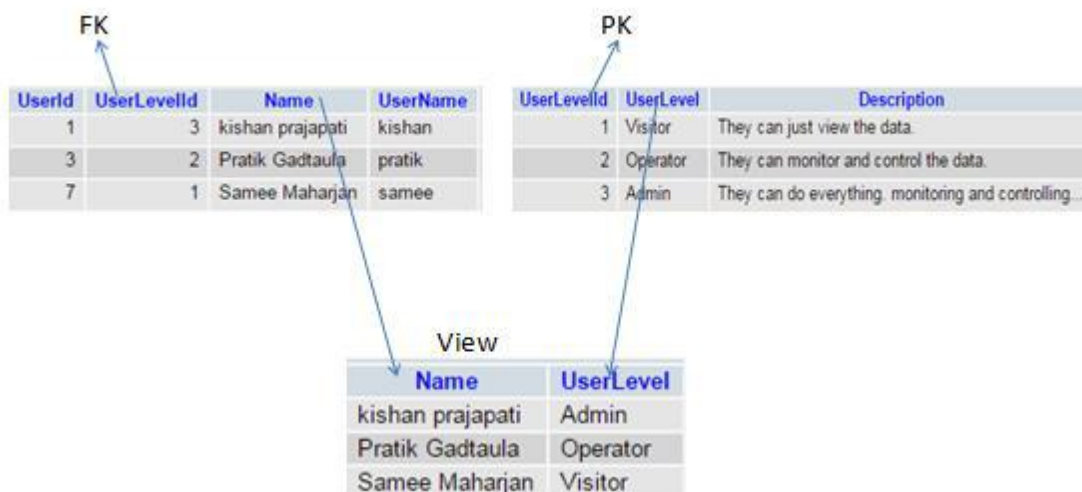 FK
PK
UserId UserLevelId Name UserName
1 3 kishan prajapati kishan
3 2 Pratik Gadtaula pratik
7 1 Samee Maharjan samee
UserLevelId UserLevel Description
1 Visitor They can just view the data.
2 Operator They can monitor and control the data.
3 Admin They can do everything. monitoring and controlling...
View
Name UserLevel
kishan prajapati Admin
Pratik Gadtaula Operator
Samee Maharjan Visitor